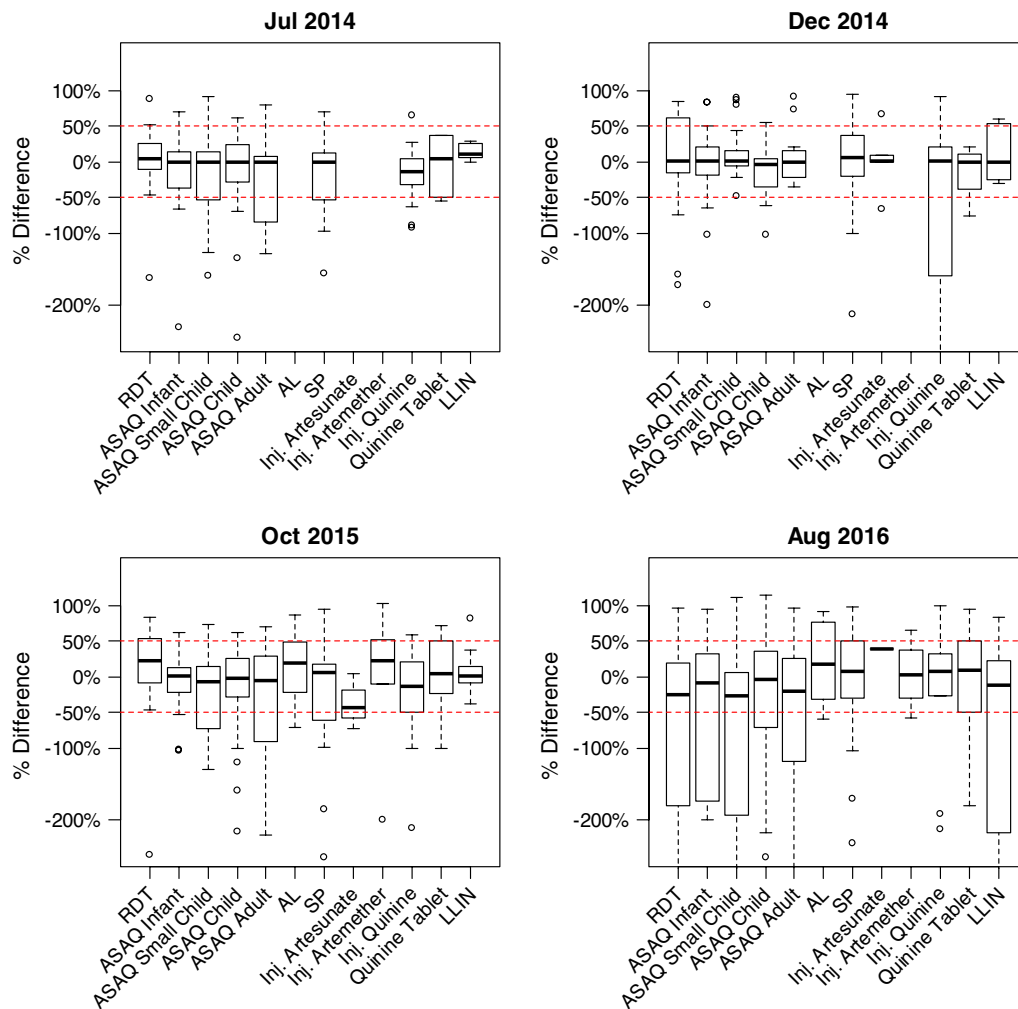 Jul 2014
% Difference
100%
50%
0%
-50%
-100%
-200%
RDT
ASAQ Infant
ASAQ Small Child
ASAQ Child
ASAQ Adult
AL
SP
Inj. Artesunate
Inj. Artemether
Inj. Quinine
Quinine Tablet
LLIN
Dec 2014
% Difference
100%
50%
0%
-50%
-100%
-200%
RDT
ASAQ Infant
ASAQ Small Child
ASAQ Child
ASAQ Adult
AL
SP
Inj. Artesunate
Inj. Artemether
Inj. Quinine
Quinine Tablet
LLIN
Oct 2015
% Difference
100%
50%
0%
-50%
-100%
-200%
RDT
ASAQ Infant
ASAQ Small Child
ASAQ Child
ASAQ Adult
AL
SP
Inj. Artesunate
Inj. Artemether
Inj. Quinine
Quinine Tablet
LLIN
Aug 2016
% Difference
100%
50%
0%
-50%
-100%
-200%
RDT
ASAQ Infant
ASAQ Small Child
ASAQ Child
ASAQ Adult
AL
SP
Inj. Artesunate
Inj. Artemether
Inj. Quinine
Quinine Tablet
LLIN